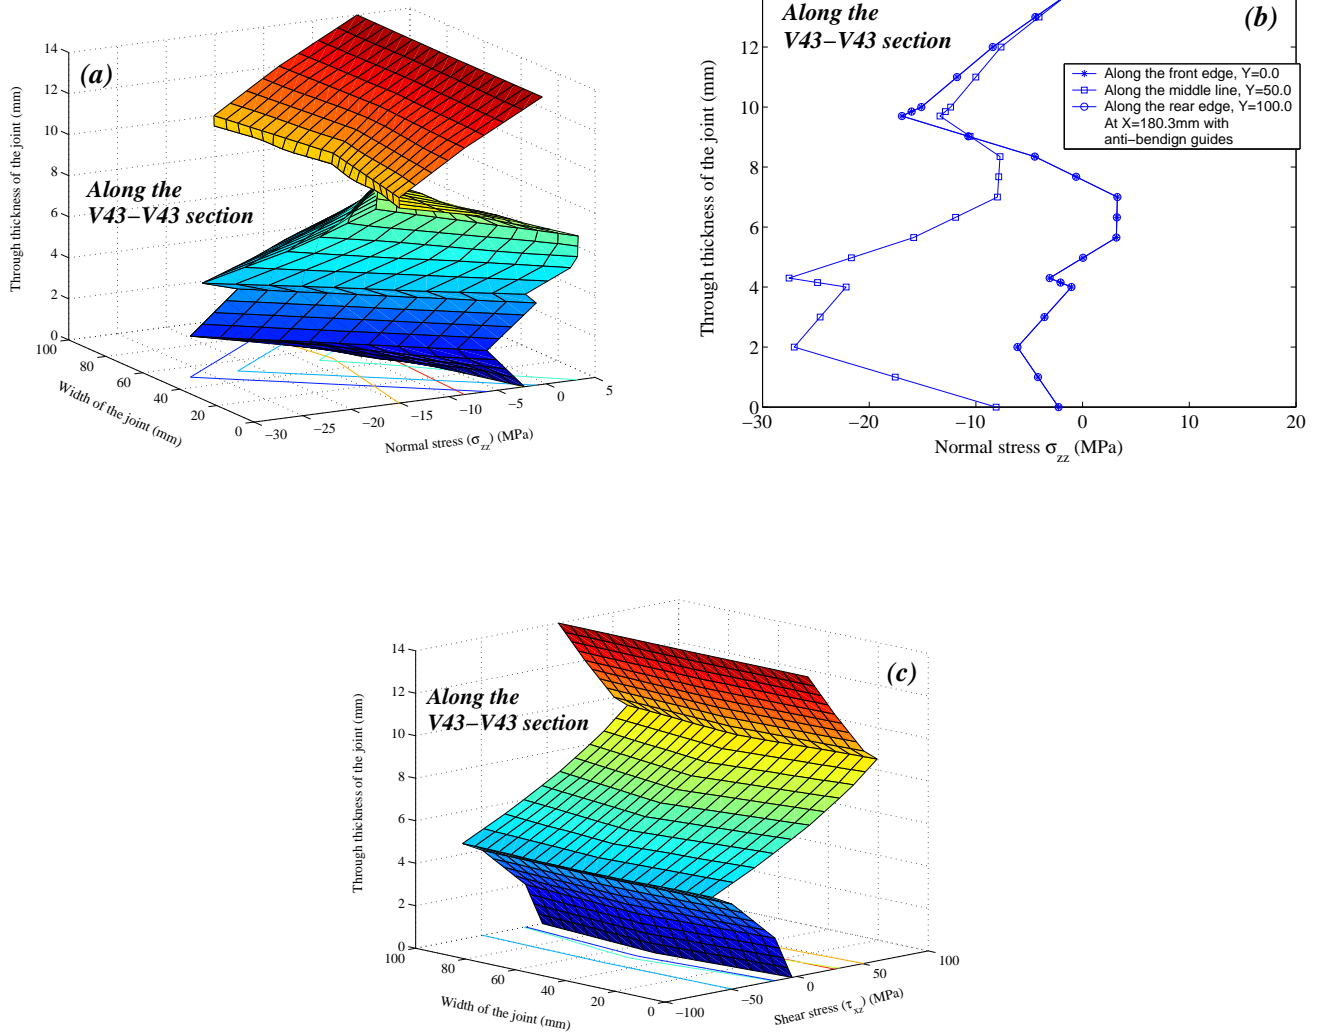 (a)
Along the
V43−V43 section
Through thickness of the joint (mm)
14
12
10
8
6
4
2
0
100
80
60
40
20
0
Width of the joint (mm)
−30
−25
−20
−15
−10
−5
0
5
Normal stress (σzz) (MPa)
Along the
V43−V43 section
(b)
Through thickness of the joint (mm)
12
10
8
6
4
2
0
−30
−20
−10
0
10
20
Normal stress σzz (MPa)
Along the front edge, Y=0.0
Along the middle line, Y=50.0
Along the rear edge, Y=100.0
At X=180.3mm with
anti−bendign guides
(c)
Along the
V43−V43 section
Through thickness of the joint (mm)
14
12
10
8
6
4
2
0
100
80
60
40
20
0
Width of the joint (mm)
−100
−50
0
50
100
Shear stress (τxz) (MPa)